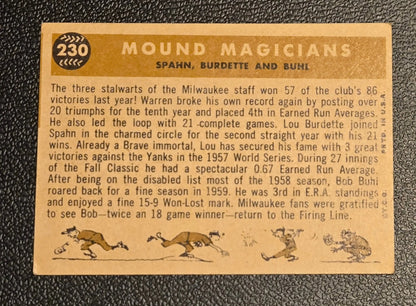 230
MOUND MAGICIANS
SPAHN, BURDETTE AND BUHL
The three stalwarts of the Milwaukee staff won 57 of the club's 86
victories last year! Warren broke his own record again by posting over
20 triumphs for the tenth year and placed 4th in Earned Run Averages.
He also led the loop with 21 complete games. Lou Burdette joined
Spahn in the charmed circle for the second straight year with his 21
wins. Already a Brave immortal, Lou has secured his fame with 3 great
victories against the Yanks in the 1957 World Series. During 27 innings
of the Fall Classic he had a spectacular 0.67 Earned Run Average.
After being on the disabled list most of the 1958 season, Bob Buhl
roared back for a fine season in 1959. He was 3rd in E.R.A. standings
and enjoyed a fine 15-9 Won-Lost mark. Milwaukee fans were gratified
to see Bob—twice an 18 game winner—return to the Firing Line.
©T.C.G. PRTD. IN U.S.A.